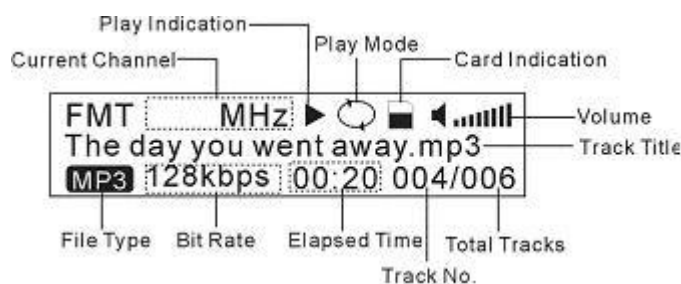 Play Indication
Play Mode
Current Channel
Card Indication
FMT MHz
Volume
The day you went away.mp3
Track Title
MP3 128kbps 00:20 004/006
File Type Bit Rate Elapsed Time Total Tracks
Track No.